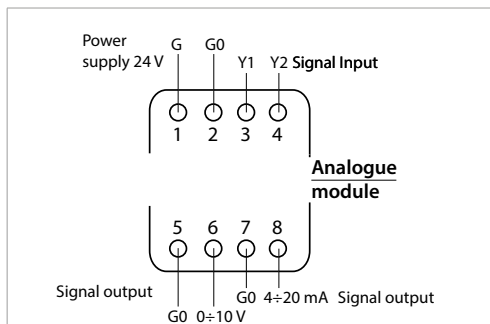 Power
supply 24 V
G
G0
Y1
Y2 Signal Input
1 2 3 4
Analogue
module
5 6 7 8
Signal output
G0 0÷10 V
G0 4÷20 mA
Signal output